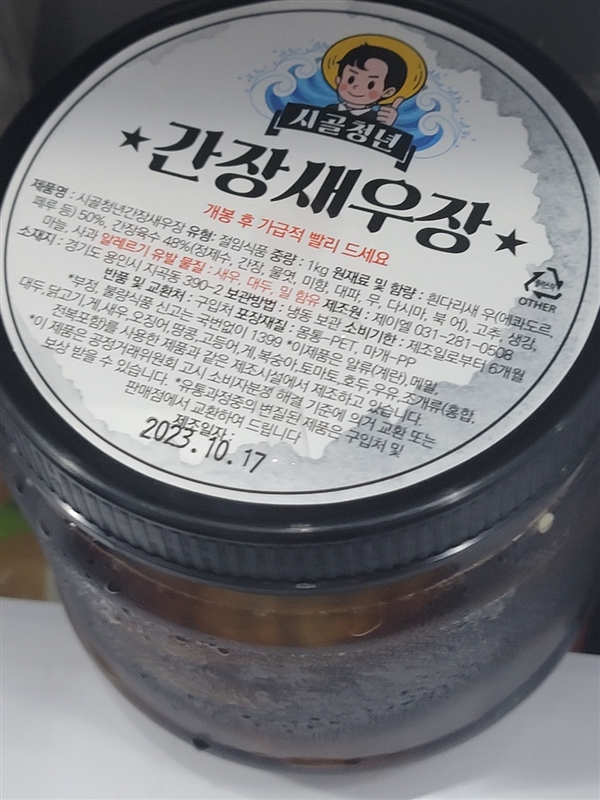 시골청년
간장새우장
개봉 후 가급적 빨리 드세요
제품명 : 시골청년간장새우장 유형: 절임식품 중량 : 1kg 원재료 및 함량 : 흰다리새 우(에콰도르,
페루 등) 50%, 간장육수 48%(정제수, 간장, 물엿, 미향, 대파, 무, 다시마, 북 어), 고추, 생강,
마늘, 사과 알레르기 유발 물질 : 새우, 대두, 밀 함유 제조원 : 제이엘 031-281-0508
소재지 : 경기도 용인시 지곡동 390-2 보관방법 : 냉동 보관 소비기한 : 제조일로부터 6개월
반품 및 교환처 : 구입처 포장재질 : 몸통-PET, 마개-PP
*부정, 불량식품 신고는 국번없이 1399 *이제품은 알류(계란),메밀,
대두,닭고기,게,새우,오징어,땅콩,고등어,게,복숭아,토마토,호두,우유,조개류(홍합,
전복포함)를 사용한 제품과 같은 제조시설에서 제조하고 있습니다.
*이 제품은 공정거래위원회 고시 소비자분쟁 해결 기준에 의거 교환 또는
보상 받을 수 있습니다. *유통과정중의 변질된 제품은 구입처 및
판매점에서 교환하여 드립니다
제조일자 :
2023.10.17
OTHER